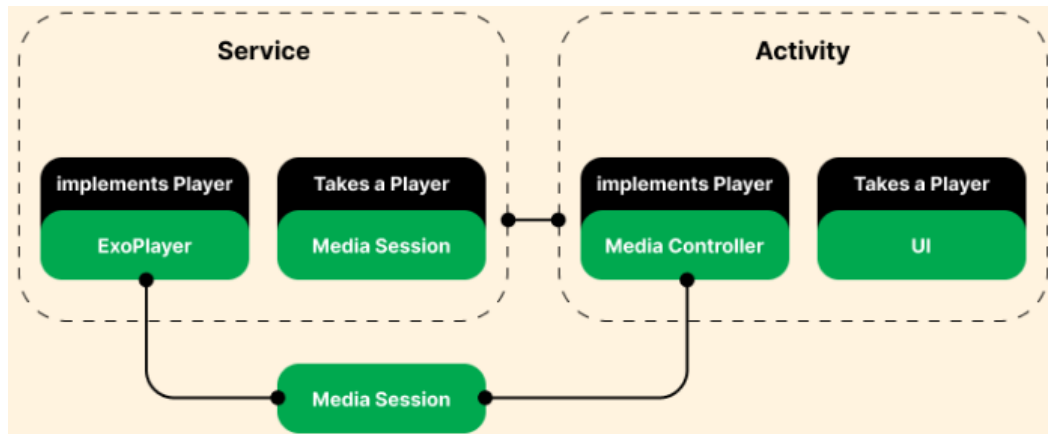 Service
Activity
implements Player
Takes a Player
implements Player
Takes a Player
ExoPlayer
Media Session
Media Controller
UI
Media Session